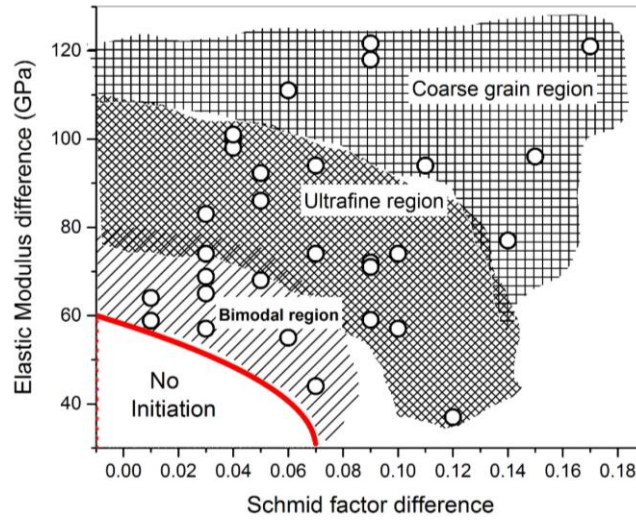 Elastic Modulus difference (GPa)
120
100
80
60
40
Coarse grain region
Ultrafine region
Bimodal region
No
Initiation
0.00 0.02 0.04 0.06 0.08 0.10 0.12 0.14 0.16 0.18
Schmid factor difference